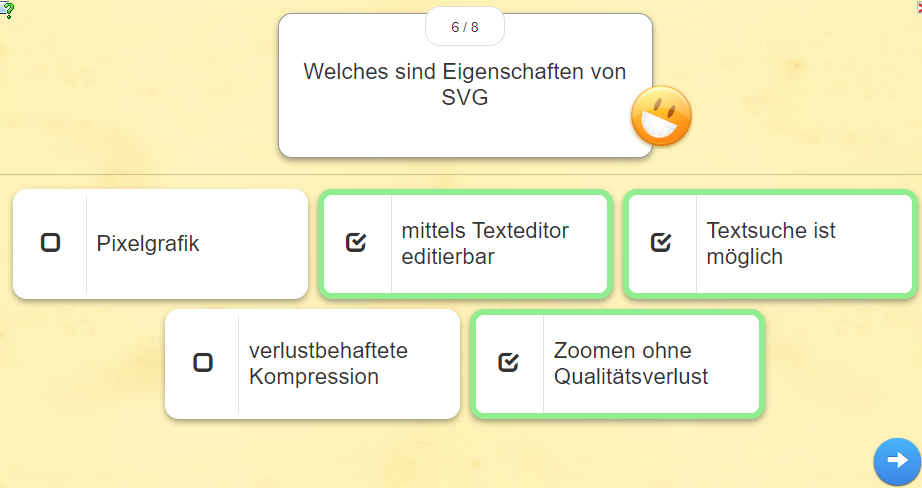 6 / 8
Welches sind Eigenschaften von
SVG
Pixelgrafik
mittels Texteditor
editierbar
Textsuche ist
möglich
verlustbehaftete
Kompression
Zoomen ohne
Qualitätsverlust